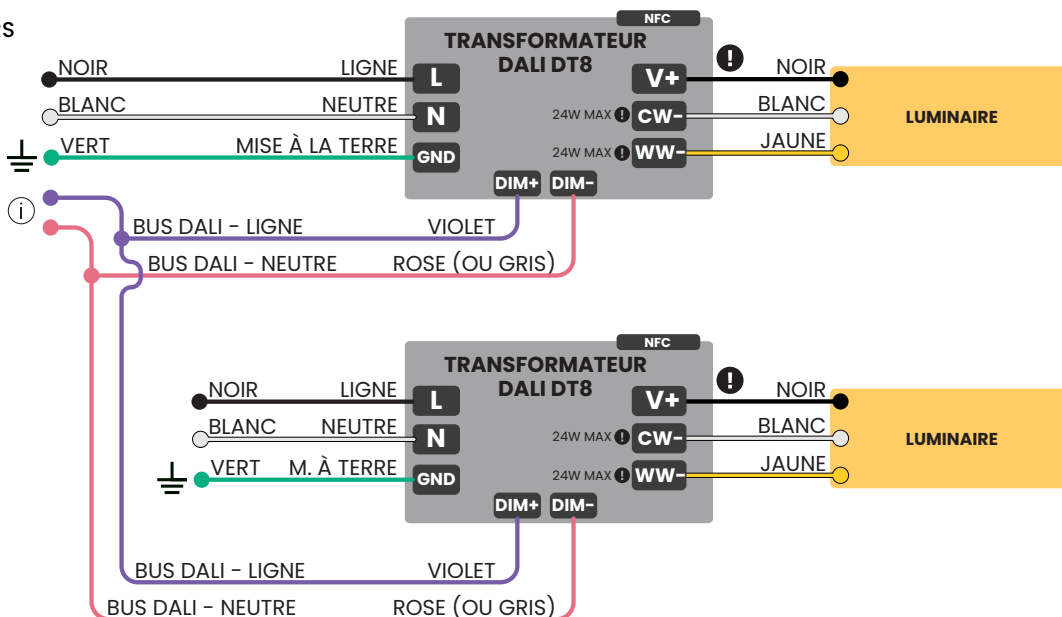 RS
NFC
TRANSFORMATEUR
DALI DT8
NOIR LIGNE L
V+ NOIR
BLANC NEUTRE N
24W MAX ! CW- BLANC
LUMINAIRE
VERT MISE À LA TERRE GND
24W MAX ! WW- JAUNE
!
DIM+ DIM-
i
BUS DALI - LIGNE VIOLET
BUS DALI - NEUTRE ROSE (OU GRIS)
NFC
TRANSFORMATEUR
DALI DT8
NOIR LIGNE L
V+ NOIR
BLANC NEUTRE N
24W MAX ! CW- BLANC
LUMINAIRE
VERT M. À TERRE GND
24W MAX ! WW- JAUNE
!
DIM+ DIM-
BUS DALI - LIGNE VIOLET
BUS DALI - NEUTRE ROSE (OU GRIS)